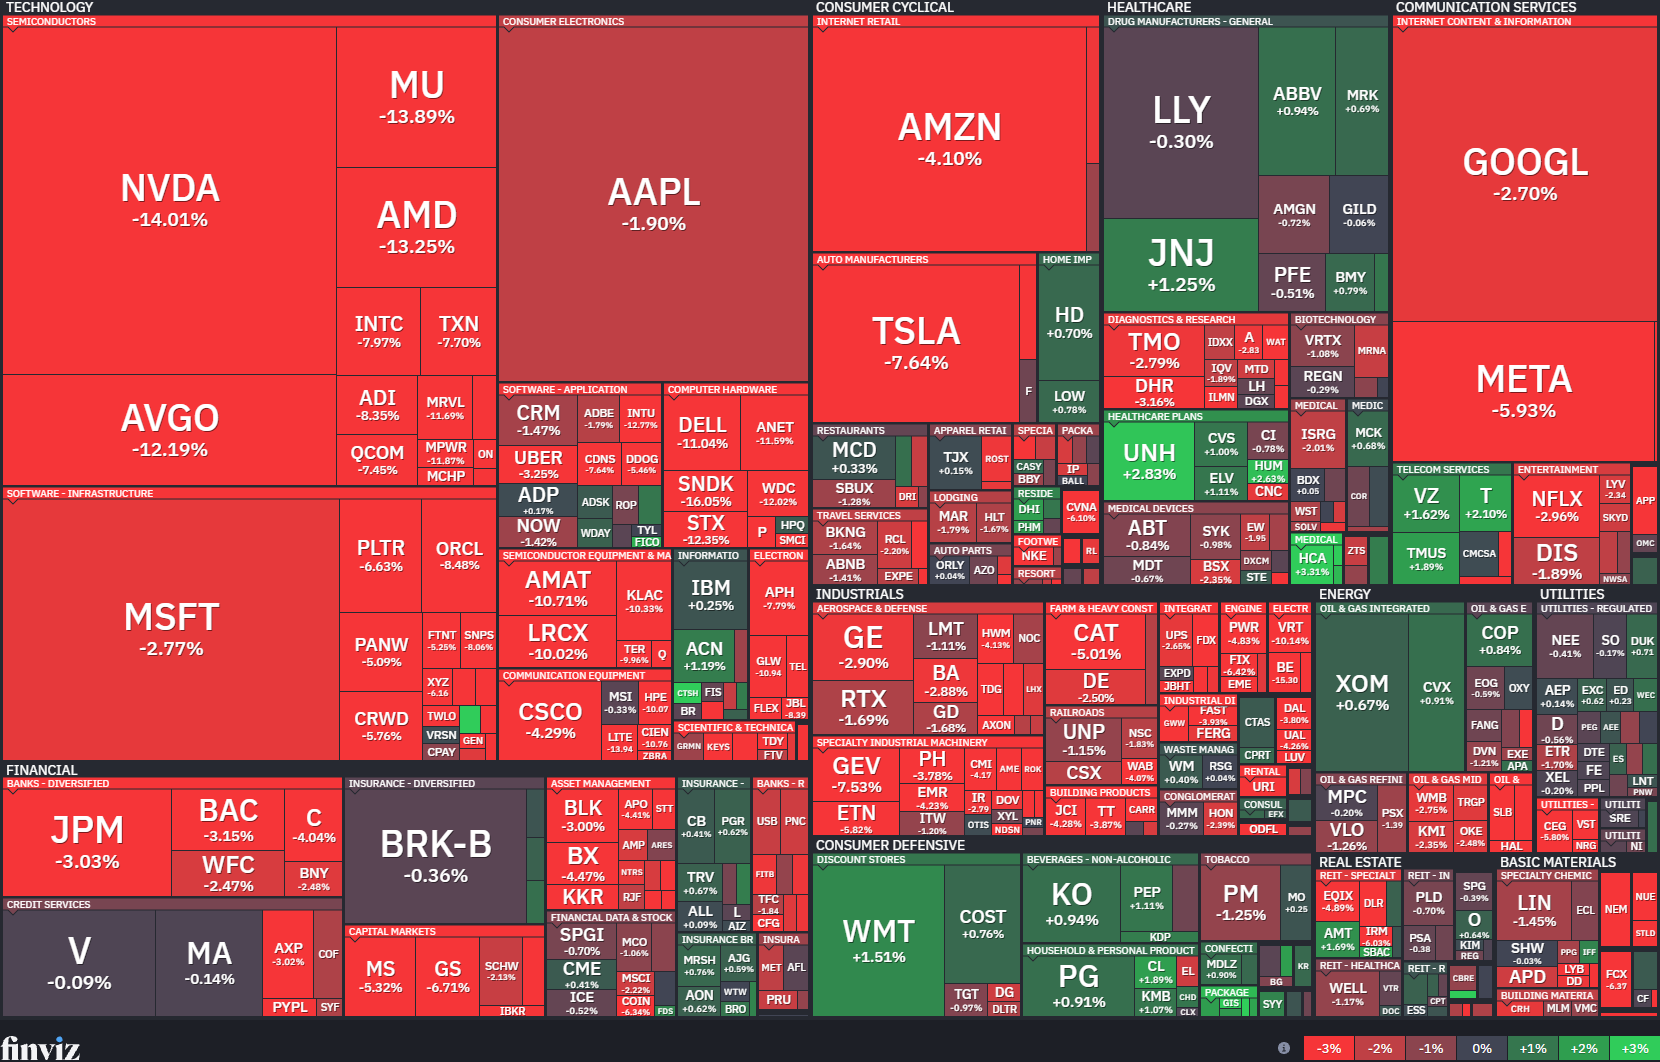 TECHNOLOGY
SEMICONDUCTORS
NVDA
-14.01%
AVGO
-12.19%
MU
-13.89%
AMD
-13.25%
INTC
-7.97%
TXN
-7.70%
ADI
-8.35%
MRVL
-11.69%
QCOM
-7.45%
MPWR
-11.87%
ON
MCHP
CONSUMER ELECTRONICS
AAPL
-1.90%
SOFTWARE - INFRASTRUCTURE
MSFT
-2.77%
PLTR
-6.63%
ORCL
-8.48%
PANW
-5.09%
FTNT
-5.25%
SNPS
-8.06%
CRWD
-5.76%
XYZ
-6.16
TWLO
VRSN
CPAY
GEN
SOFTWARE - APPLICATION
CRM
-1.47%
ADBE
-1.79%
INTU
-12.77%
UBER
-3.25%
CDNS
-7.64%
DDOG
-5.46%
ADP
+0.17%
ADSK
ROP
NOW
-1.42%
WDAY
TYL
FICO
COMPUTER HARDWARE
DELL
-11.04%
ANET
-11.59%
SNDK
-16.05%
WDC
-12.02%
STX
-12.35%
P
HPQ
SMCI
SEMICONDUCTOR EQUIPMENT & MA
AMAT
-10.71%
KLAC
-10.33%
LRCX
-10.02%
TER
-9.96%
Q
INFORMATIO
IBM
+0.25%
ACN
+1.19%
CTSH
FIS
BR
ELECTRON
APH
-7.79%
GLW
-10.94
TEL
FLEX
JBL
-8.39
COMMUNICATION EQUIPMENT
CSCO
-4.29%
MSI
-0.33%
HPE
-10.07
LITE
-13.94
CIEN
-10.76
ZBRA
SCIENTIFIC & TECHNICA
GRMN
KEYS
TDY
FTV
CONSUMER CYCLICAL
INTERNET RETAIL
AMZN
-4.10%
AUTO MANUFACTURERS
TSLA
-7.64%
F
HOME IMP
HD
+0.70%
LOW
+0.78%
RESTAURANTS
MCD
+0.33%
SBUX
-1.28%
DRI
APPAREL RETAI
TJX
+0.15%
ROST
SPECIA
CASY
BBY
PACKA
IP
BALL
TRAVEL SERVICES
BKNG
-1.64%
RCL
-2.20%
ABNB
-1.41%
EXPE
LODGING
MAR
-1.79%
HLT
-1.67%
AUTO PARTS
ORLY
+0.04%
AZO
RESIDE
DHI
PHM
CVNA
-6.10%
FOOTWE
NKE
RL
RESORT
HEALTHCARE
DRUG MANUFACTURERS - GENERAL
LLY
-0.30%
ABBV
+0.94%
MRK
+0.69%
JNJ
+1.25%
AMGN
-0.72%
GILD
-0.06%
PFE
-0.51%
BMY
+0.79%
DIAGNOSTICS & RESEARCH
TMO
-2.79%
IDXX
A
-2.83
WAT
DHR
-3.16%
IQV
-1.89%
MTD
LH
ILMN
DGX
BIOTECHNOLOGY
VRTX
-1.08%
MRNA
REGN
-0.29%
HEALTHCARE PLANS
UNH
+2.83%
CVS
+1.00%
CI
-0.78%
ELV
+1.11%
HUM
+2.63%
CNC
MEDICAL
ISRG
-2.01%
BDX
+0.05
WST
SOLV
MEDIC
MCK
+0.68%
COR
MEDICAL DEVICES
ABT
-0.84%
SYK
-0.98%
EW
-1.95
MDT
-0.67%
BSX
-2.35%
DXCM
STE
MEDICAL
HCA
+3.31%
ZTS
COMMUNICATION SERVICES
INTERNET CONTENT & INFORMATION
GOOGL
-2.70%
META
-5.93%
TELECOM SERVICES
VZ
+1.62%
T
+2.10%
TMUS
+1.89%
CMCSA
ENTERTAINMENT
NFLX
-2.96%
LYV
-2.34
SKYD
DIS
-1.89%
NWSA
APP
OMC
INDUSTRIALS
AEROSPACE & DEFENSE
GE
-2.90%
LMT
-1.11%
HWM
-4.13%
NOC
RTX
-1.69%
BA
-2.88%
TDG
LHX
GD
-1.68%
AXON
FARM & HEAVY CONST
CAT
-5.01%
DE
-2.50%
INTEGRAT
UPS
-2.65%
FDX
EXPD
JBHT
ENGINE
PWR
-4.83%
FIX
-6.42%
EME
ELECTR
VRT
-10.14%
BE
-15.30
SPECIALTY INDUSTRIAL MACHINERY
GEV
-7.53%
PH
-3.78%
CMI
-4.17
AME
ROK
ETN
-5.82%
EMR
-4.23%
IR
-2.79
DOV
ITW
-1.20%
OTIS
XYL
NDSN
PNR
RAILROADS
UNP
-1.15%
NSC
-1.83%
CSX
WAB
-4.07%
BUILDING PRODUCTS
JCI
-4.28%
TT
-3.87%
CARR
INDUSTRIAL DI
GWW
FAST
-3.93%
FERG
CTAS
CPRT
DAL
-3.80%
UAL
-4.26%
LUV
WASTE MANAG
WM
+0.40%
RSG
+0.04%
RENTAL
URI
CONGLOMERAT
MMM
-0.27%
HON
-2.39%
CONSUL
EFX
ODFL
ENERGY
OIL & GAS INTEGRATED
XOM
+0.67%
CVX
+0.91%
OIL & GAS E
COP
+0.84%
EOG
-0.59%
OXY
FANG
DVN
-1.21%
EXE
APA
OIL & GAS REFINI
MPC
-0.20%
PSX
-1.39
VLO
-1.26%
OIL & GAS MID
WMB
-2.75%
TRGP
KMI
-2.35%
OKE
-2.48%
OIL &
SLB
HAL
UTILITIES
UTILITIES - REGULATED
NEE
-0.41%
SO
-0.17%
DUK
+0.71
AEP
+0.14%
EXC
+0.62
ED
+0.23
WEC
D
-0.56%
PEG
AEE
ETR
-1.70%
DTE
ES
FE
XEL
-0.20%
PPL
LNT
PNW
UTILITIES -
CEG
-5.80%
VST
NRG
UTILITI
SRE
UTILITI
NI
FINANCIAL
BANKS - DIVERSIFIED
JPM
-3.03%
BAC
-3.15%
C
-4.04%
WFC
-2.47%
BNY
-2.48%
CREDIT SERVICES
V
-0.09%
MA
-0.14%
AXP
-3.02%
COF
PYPL
SYF
INSURANCE - DIVERSIFIED
BRK-B
-0.36%
CAPITAL MARKETS
MS
-5.32%
GS
-6.71%
SCHW
-2.13%
IBKR
ASSET MANAGEMENT
BLK
-3.00%
APO
-4.41%
STT
BX
-4.47%
AMP
ARES
KKR
NTRS
RJF
FINANCIAL DATA & STOCK
SPGI
-0.70%
MCO
-1.06%
CME
+0.41%
MSCI
-2.22%
ICE
-0.52%
COIN
-6.34%
FDS
INSURANCE -
CB
+0.41%
PGR
+0.62%
TRV
+0.67%
ALL
+0.09%
L
AIZ
BANKS - R
USB
PNC
FITB
TFC
-1.84
CFG
INSURANCE BR
MRSH
+0.76%
AJG
+0.59%
AON
+0.62%
WTW
BRO
INSURA
MET
AFL
PRU
CONSUMER DEFENSIVE
DISCOUNT STORES
WMT
+1.51%
COST
+0.76%
TGT
-0.97%
DG
DLTR
BEVERAGES - NON-ALCOHOLIC
KO
+0.94%
PEP
+1.11%
KDP
HOUSEHOLD & PERSONAL PRODUCT
PG
+0.91%
CL
+1.89%
EL
KMB
+1.07%
CHD
CLX
TOBACCO
PM
-1.25%
MO
+0.25
CONFECTI
MDLZ
+0.90%
BG
KR
PACKAGE
GIS
SYY
REAL ESTATE
REIT - SPECIALT
EQIX
-4.89%
DLR
AMT
+1.69%
IRM
-6.03%
SBAC
REIT - IN
PLD
-0.70%
PSA
-0.38
SPG
-0.39%
O
+0.64%
KIM
REG
REIT - HEALTHCA
WELL
-1.17%
VTR
DOC
REIT - R
ESS
CPT
CBRE
BASIC MATERIALS
SPECIALTY CHEMIC
LIN
-1.45%
ECL
SHW
-0.03%
PPG
IFF
APD
LYB
DD
BUILDING MATERIA
CRH
MLM
VMC
NEM
NUE
STLD
FCX
-6.37
CF
finviz
-3%
-2%
-1%
0%
+1%
+2%
+3%